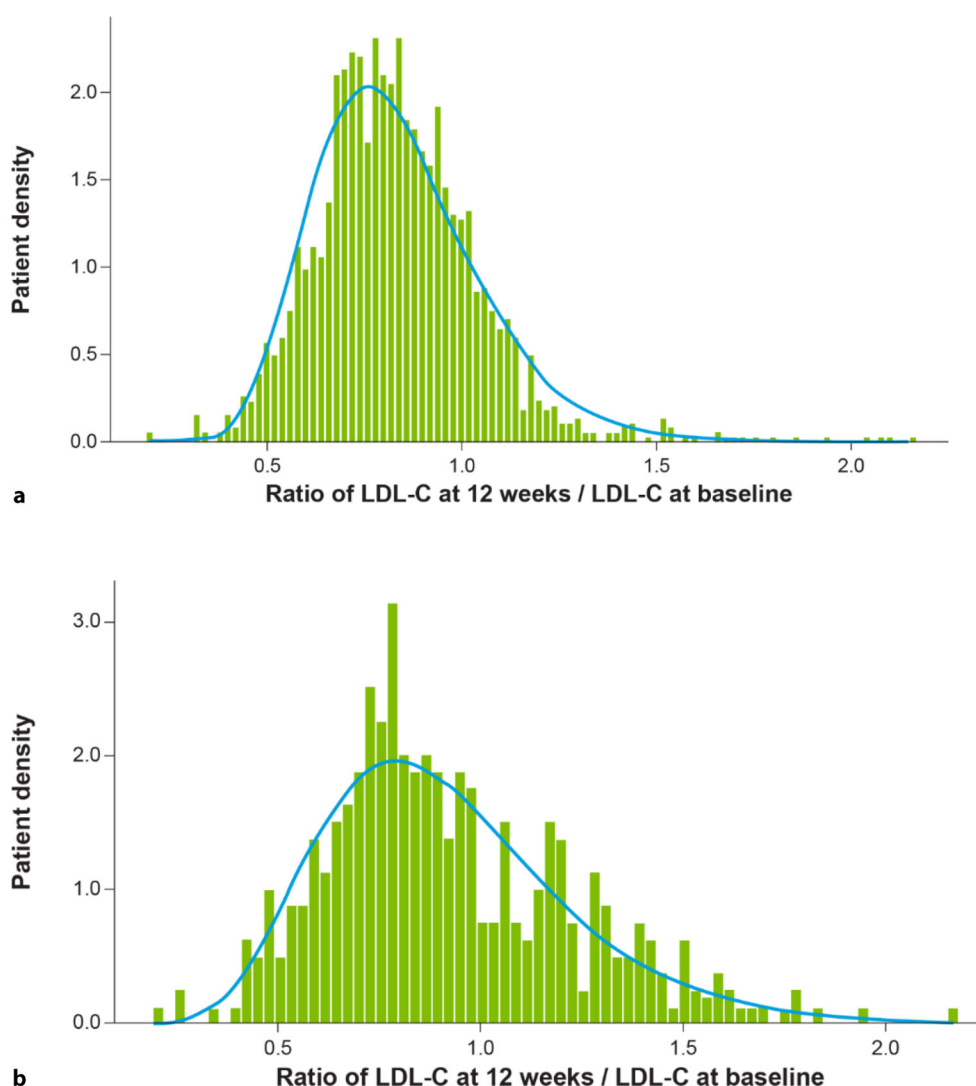 Patient density
2.0
1.5
1.0
0.5
0.0
0.5 1.0 1.5 2.0
a
Ratio of LDL-C at 12 weeks / LDL-C at baseline
Patient density
3.0
2.0
1.0
0.0
0.5 1.0 1.5 2.0
b
Ratio of LDL-C at 12 weeks / LDL-C at baseline